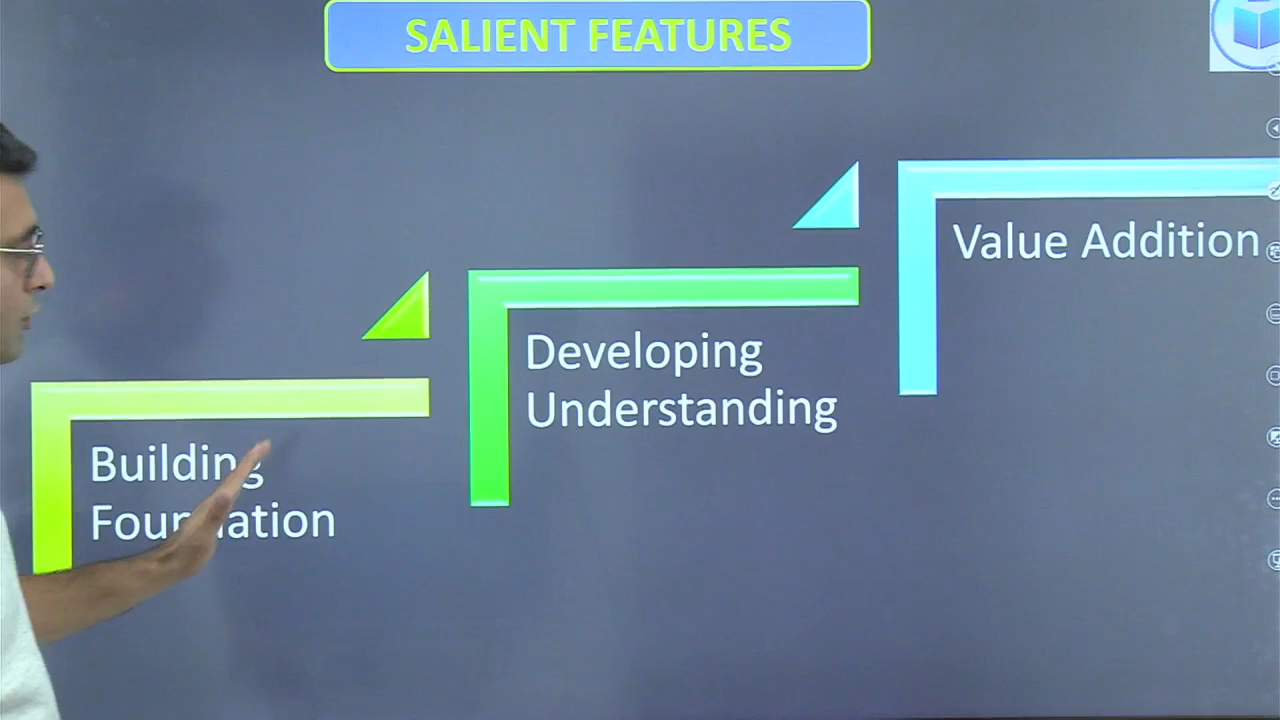 SALIENT FEATURES
Building
Foundation
Developing
Understanding
Value Addition